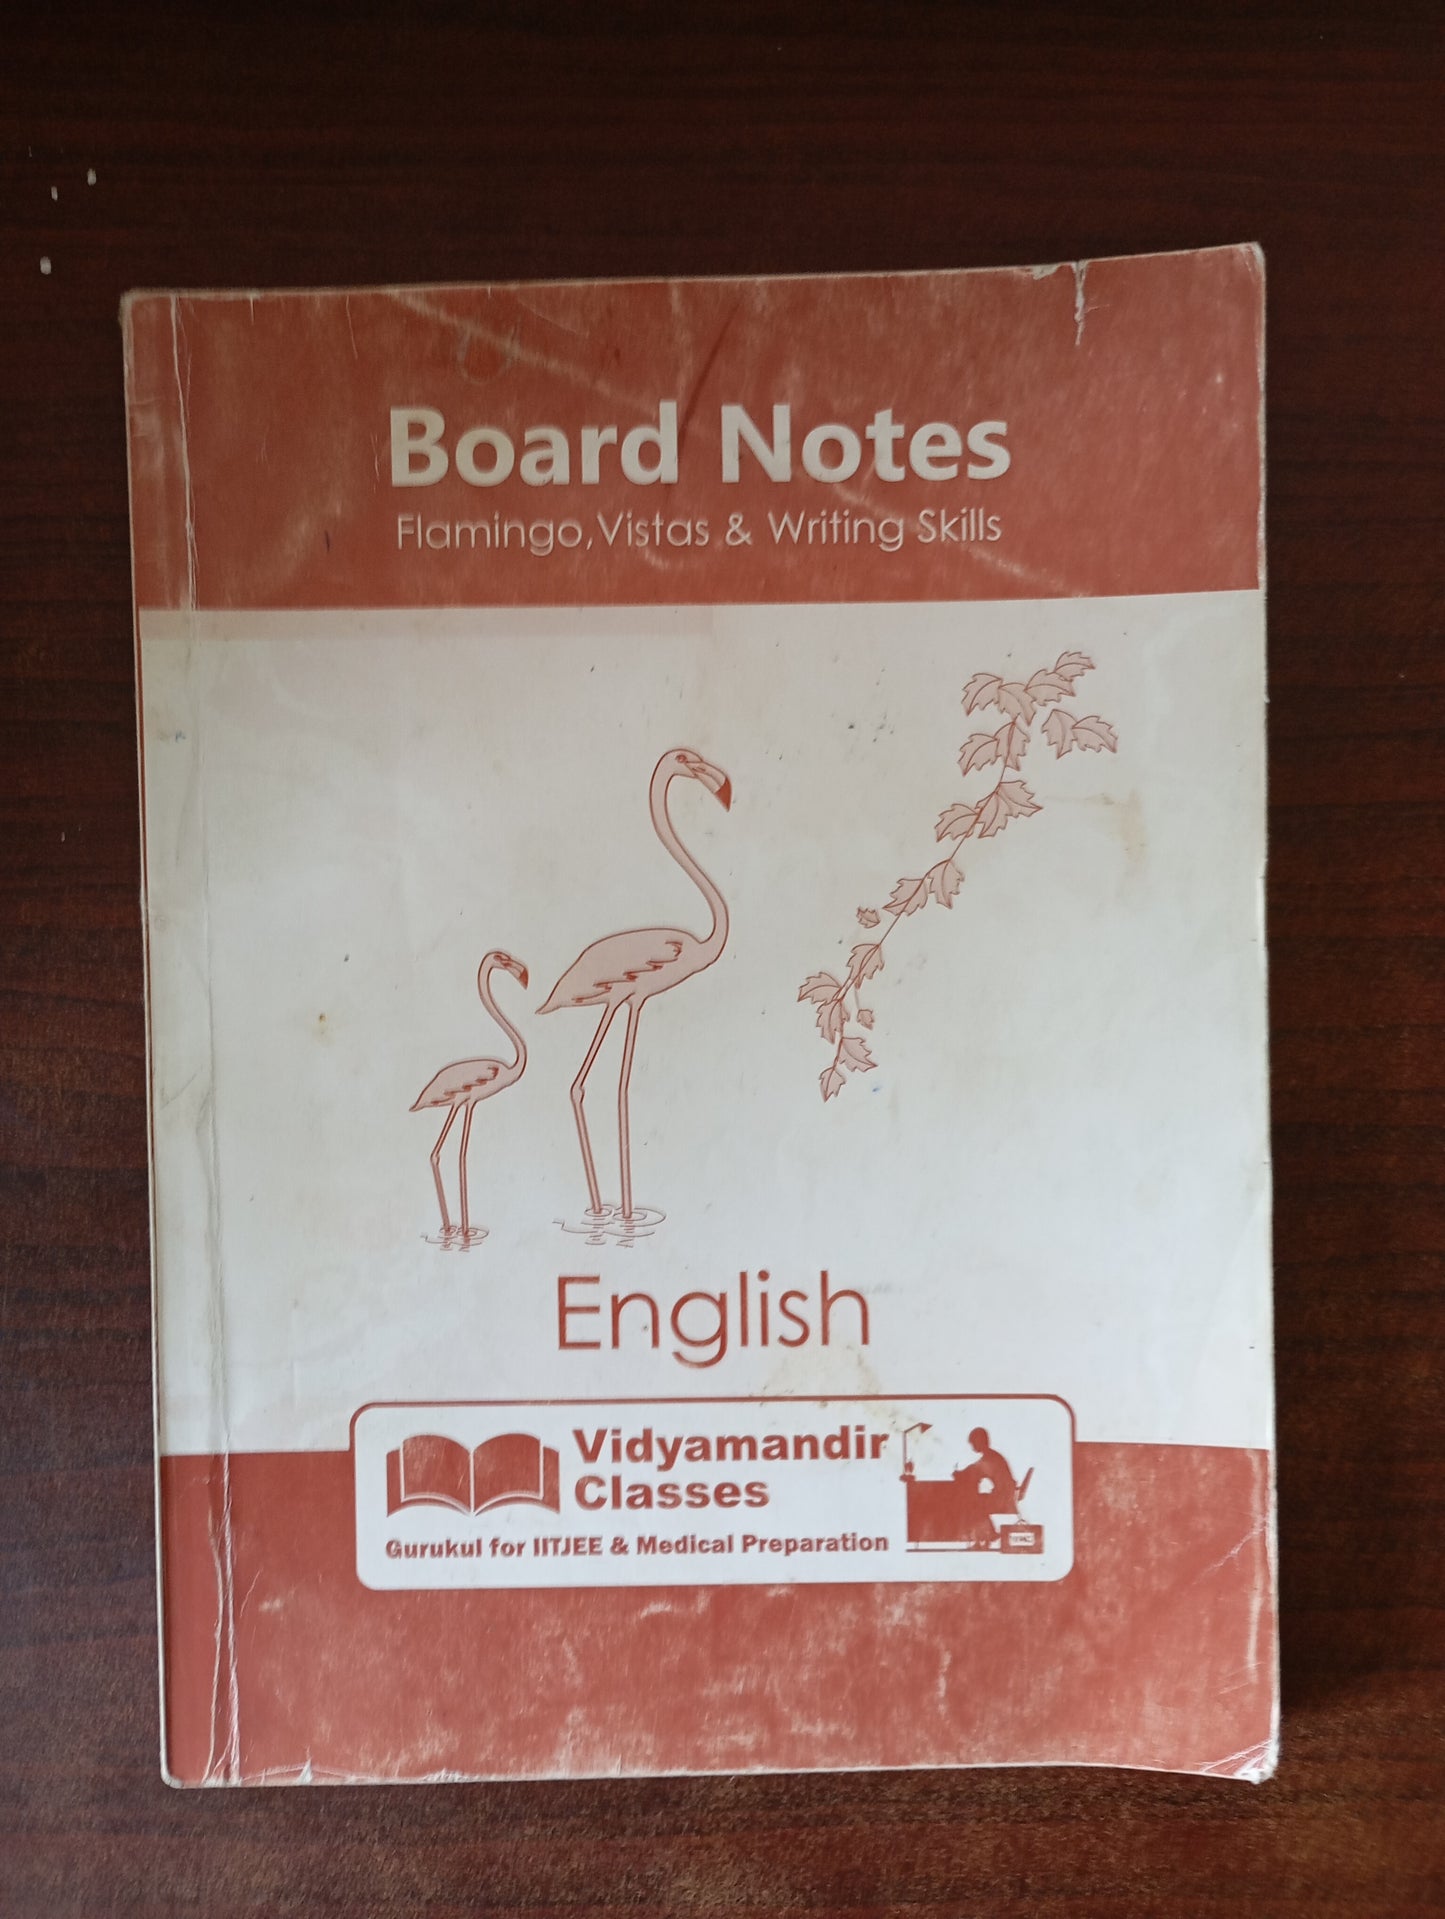 Board Notes
Flamingo, Vistas & Writing Skills
English
Vidyamandir
Classes
Gurukul for IITJEE & Medical Preparation